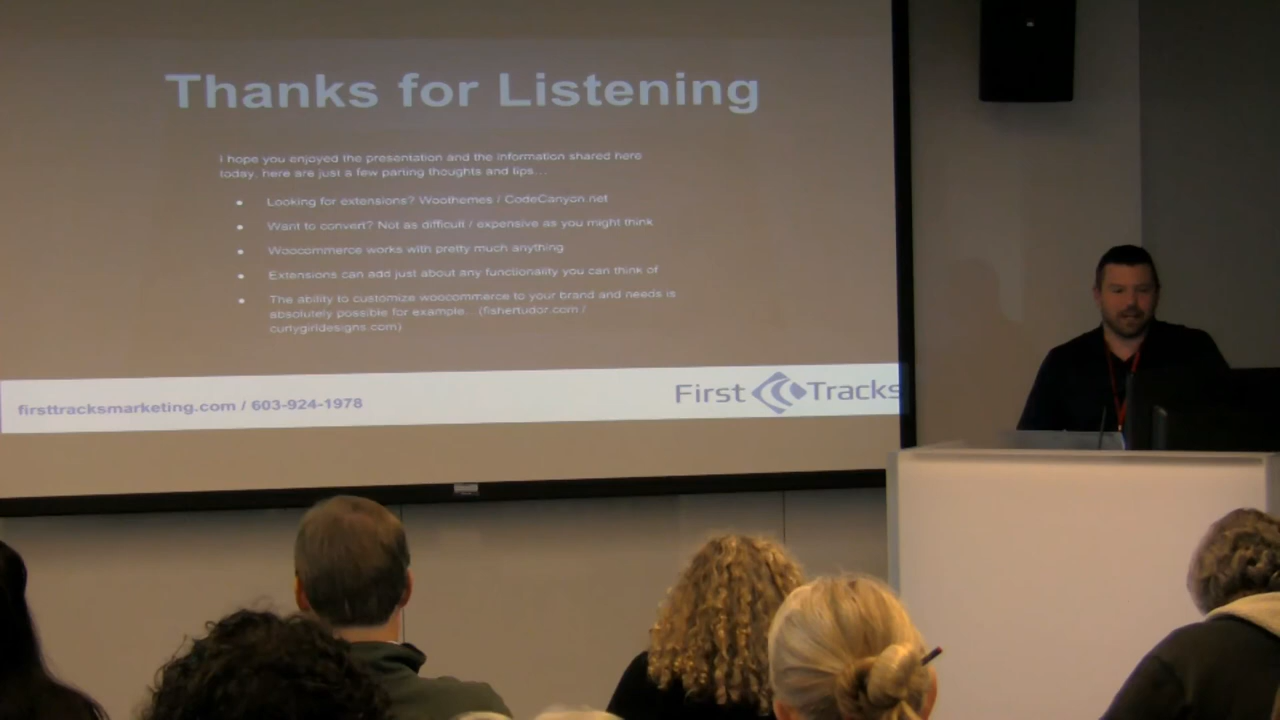 Thanks for Listening
I hope you enjoyed the presentation and the information shared here
today, here are just a few parting thoughts and tips...
• Looking for extensions? Woothemes / CodeCanyon.net
• Want to convert? Not as difficult / expensive as you might think
• Woocommerce works with pretty much anything
• Extensions can add just about any functionality you can think of
• The ability to customize woocommerce to your brand and needs is
absolutely possible for example... (fishertudor.com /
curlygirldesigns.com)
firsttracksmarketing.com / 603-924-1978
First Tracks